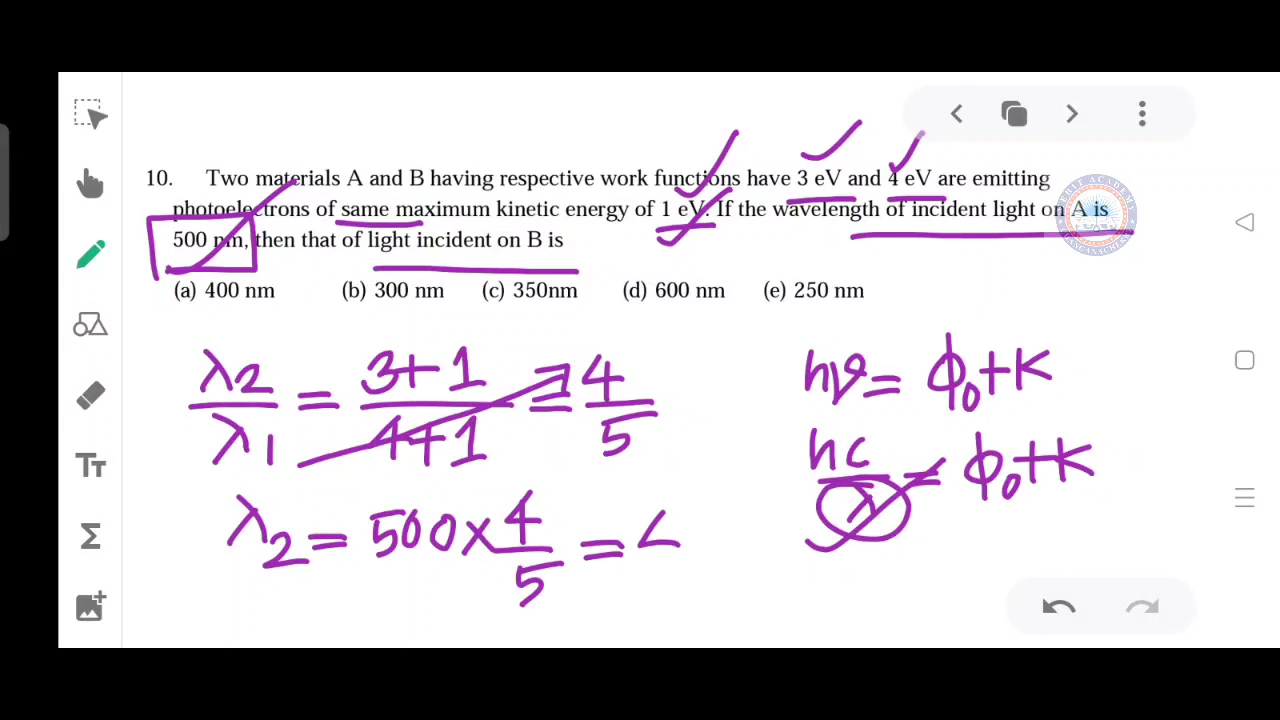 10. Two materials A and B having respective work functions have 3 eV and 4 eV are emitting
photoelectrons of same maximum kinetic energy of 1 eV. If the wavelength of incident light on A is
500 nm, then that of light incident on B is
(a) 400 nm (b) 300 nm (c) 350nm (d) 600 nm (e) 250 nm
λ2/λ1 = 3+1/4+1 = 4/5
λ2 = 500 × 4/5 = 4
hν = ϕ0+K
hc/λ = ϕ0+K
Tт
Σ